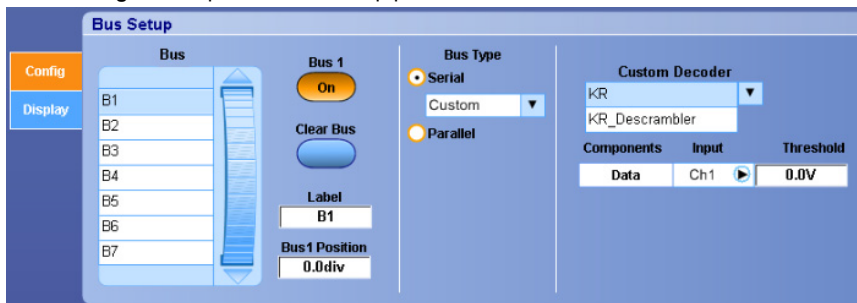 Bus Setup
Config
Display
Bus
B1
B2
B3
B4
B5
B6
B7
Bus 1
On
Clear Bus
Label
B1
Bus1 Position
0.0div
Bus Type
Serial
Custom
Parallel
Custom Decoder
KR
KR_Descrambler
Components Input Threshold
Data Ch1 0.0V